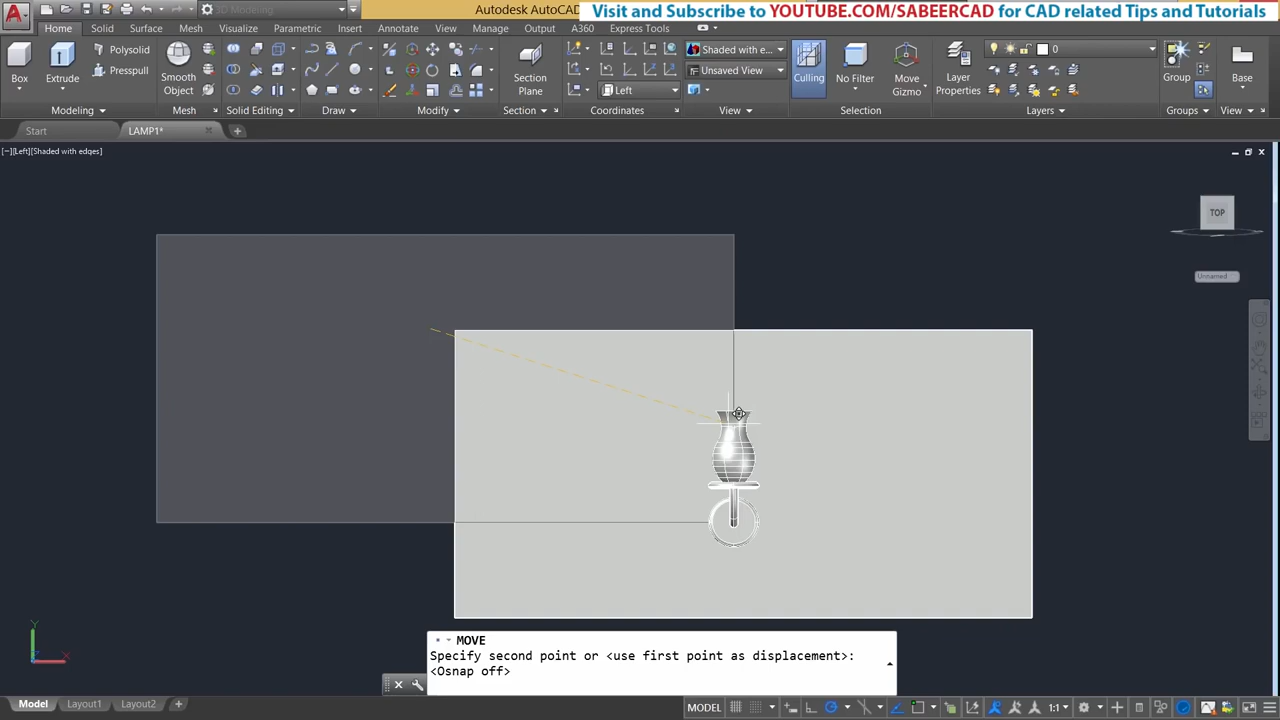 3D Modeling
Autodesk AutoCAD
Visit and Subscribe to YOUTUBE.COM/SABEERCAD for CAD related Tips and Tutorials
Home Solid Surface Mesh Visualize Parametric Insert Annotate View Manage Output A360 Express Tools
Box
Extrude
Polysolid
Presspull
Smooth
Object
Section
Plane
Left
Shaded with e...
Unsaved View
Culling
No Filter
Move
Gizmo
Layer
Properties
0
Group
Base
Modeling
Mesh
Solid Editing
Draw
Modify
Section
Coordinates
View
Selection
Layers
Groups
View
Start
LAMP1*
[−][Left][Shaded with edges]
TOP
Unnamed
MOVE
Specify second point or <use first point as displacement>:
<Osnap off>
X
Model Layout1 Layout2
MODEL
1:1